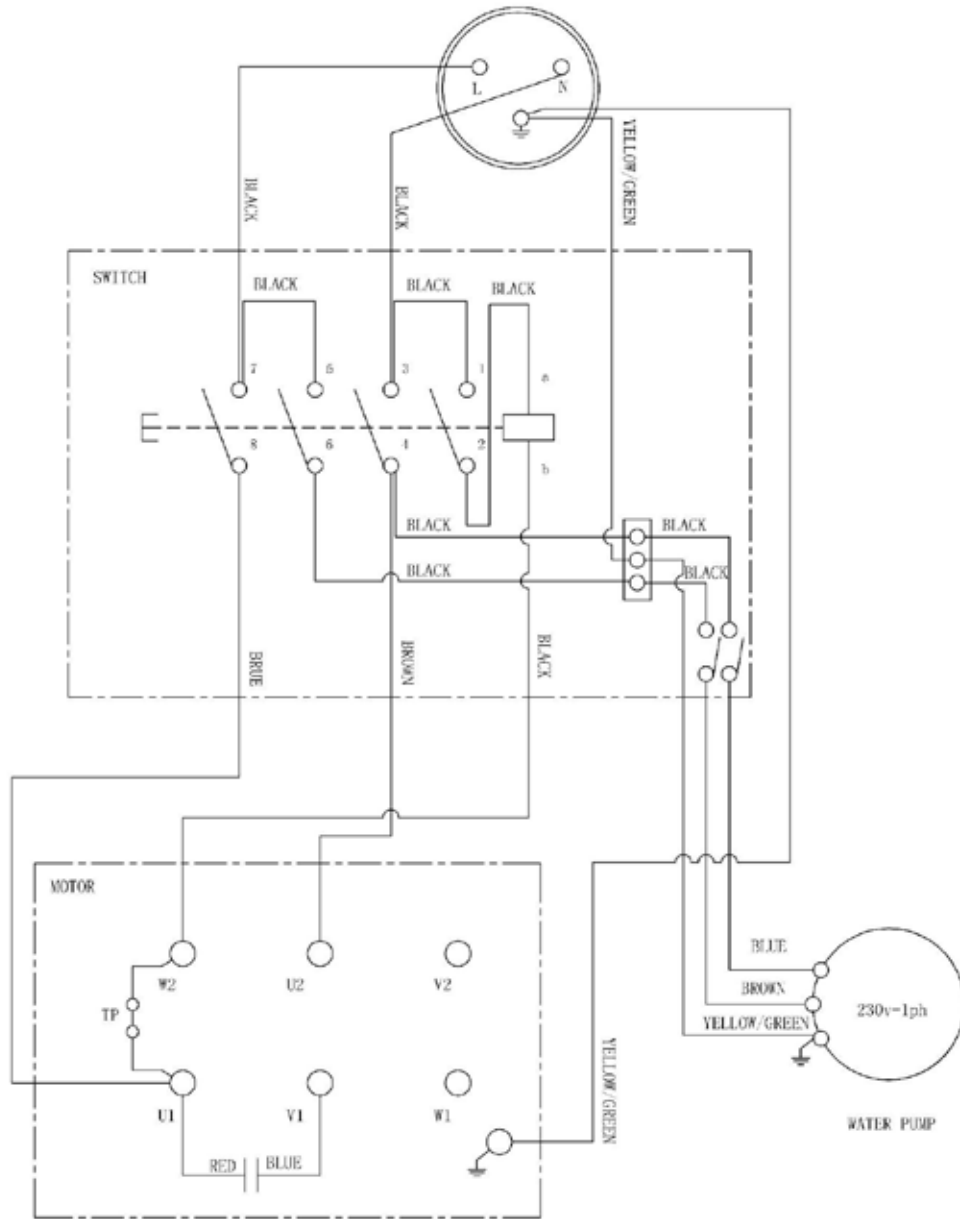 L
N
YELLOW/GREEN
BLACK
BLACK
SWITCH
BLACK
BLACK
BLACK
7
5
3
1
a
8
6
4
2
b
BLACK
BLACK
BLACK
BLACK
BRUE
BROWN
BLACK
MOTOR
W2
U2
V2
TP
U1
V1
W1
RED
BLUE
YELLOW/GREEN
BLUE
BROWN
YELLOW/GREEN
230v-1ph
WATER PUMP